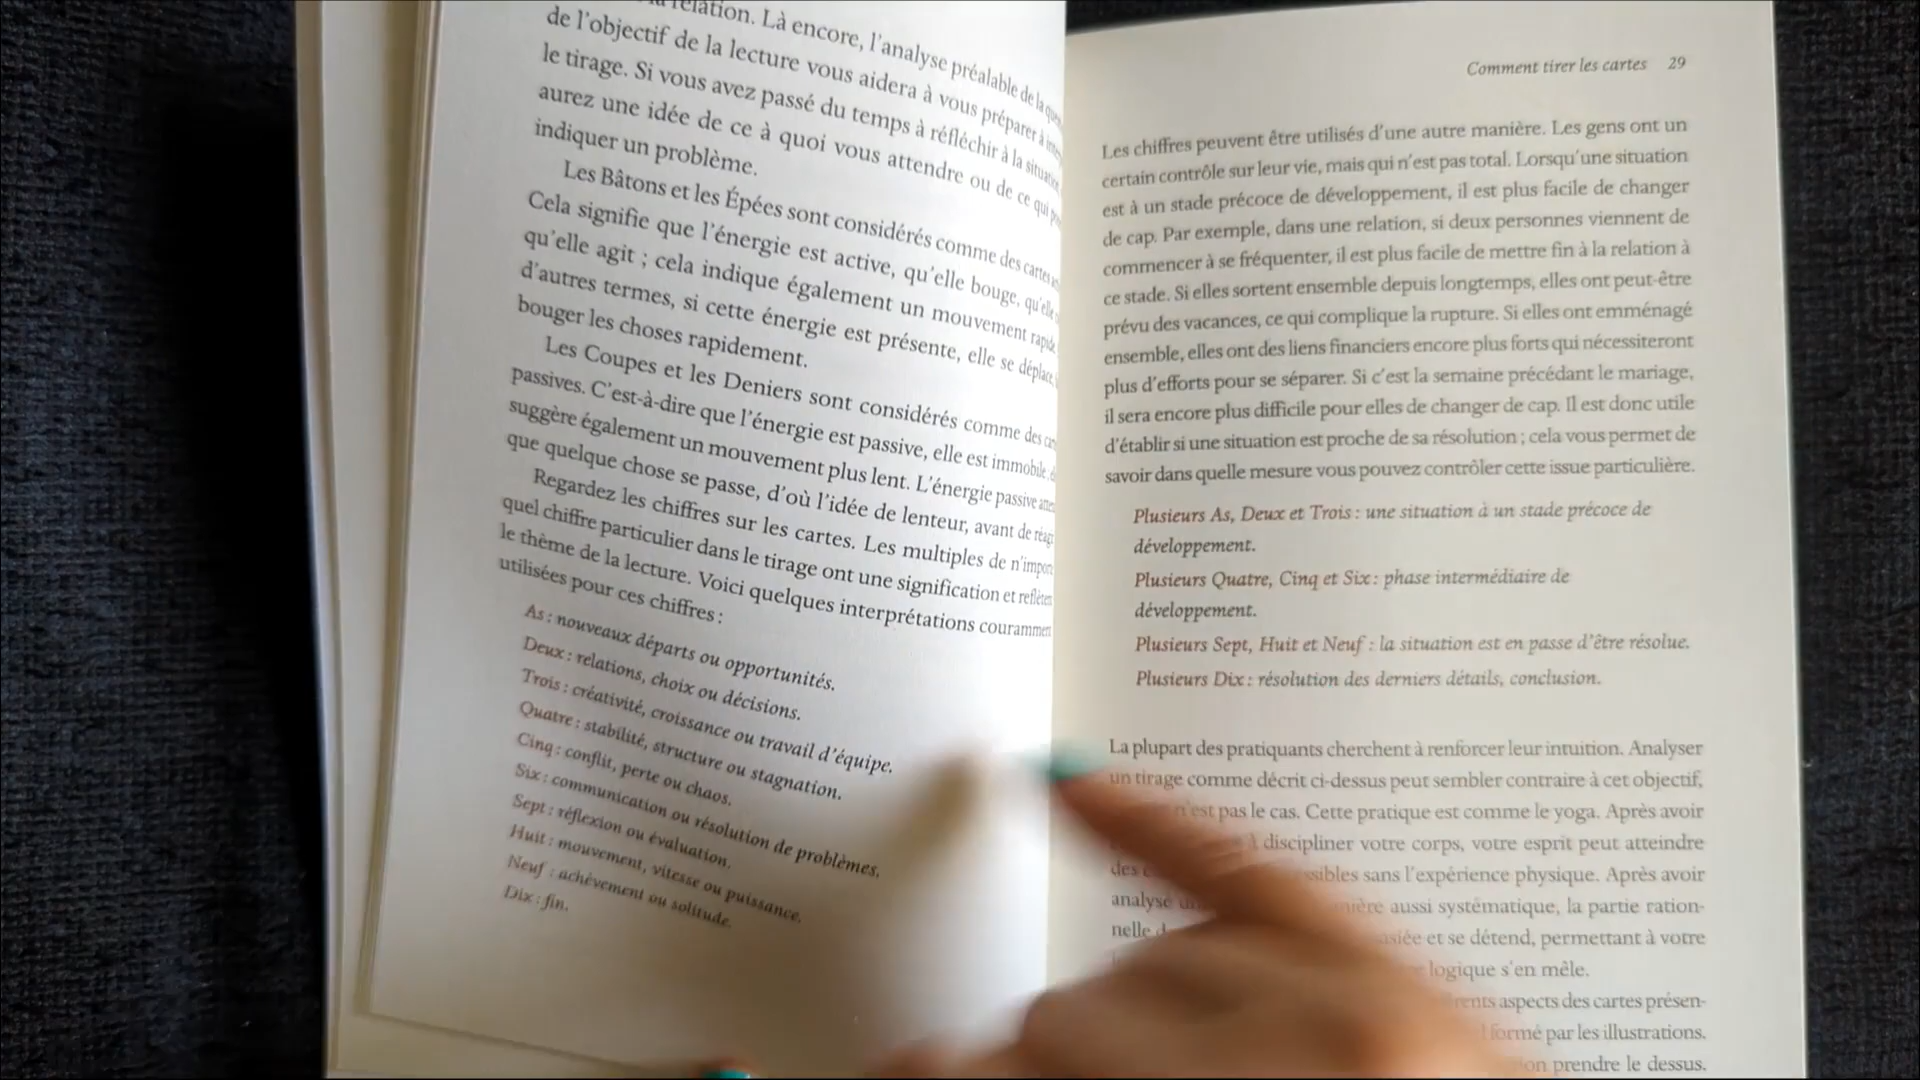 relation. Là encore, l'analyse préalable de la
de l'objectif de la lecture vous aidera à vous préparer à
le tirage. Si vous avez passé du temps à réfléchir à la situation
aurez une idée de ce à quoi vous attendre ou de ce qui
indiquer un problème.
Les Bâtons et les Épées sont considérés comme des cartes
Cela signifie que l'énergie est active, qu'elle bouge, qu'elle
qu'elle agit ; cela indique également un mouvement rapide
d'autres termes, si cette énergie est présente, elle se déplace,
bouger les choses rapidement.
Les Coupes et les Deniers sont considérés comme des
passives. C'est-à-dire que l'énergie est passive, elle est immobile
suggère également un mouvement plus lent. L'énergie passive
que quelque chose se passe, d'où l'idée de lenteur, avant de
Regardez les chiffres sur les cartes. Les multiples de
quel chiffre particulier dans le tirage ont une signification et
le thème de la lecture. Voici quelques interprétations couramment
utilisées pour ces chiffres :
As : nouveaux départs ou opportunités.
Deux : relations, choix ou décisions.
Trois : créativité, croissance ou travail d'équipe.
Quatre : stabilité, structure ou stagnation.
Cinq : conflit, perte ou chaos.
Six : communication ou résolution de problèmes.
Sept : réflexion ou évaluation.
Huit : mouvement, vitesse ou puissance.
Neuf : achèvement ou solitude.
Dix : fin.
Comment tirer les cartes 29
Les chiffres peuvent être utilisés d'une autre manière. Les gens ont un
certain contrôle sur leur vie, mais qui n'est pas total. Lorsqu'une situation
est à un stade précoce de développement, il est plus facile de changer
de cap. Par exemple, dans une relation, si deux personnes viennent de
commencer à se fréquenter, il est plus facile de mettre fin à la relation à
ce stade. Si elles sortent ensemble depuis longtemps, elles ont peut-être
prévu des vacances, ce qui complique la rupture. Si elles ont emménagé
ensemble, elles ont des liens financiers encore plus forts qui nécessiteront
plus d'efforts pour se séparer. Si c'est la semaine précédant le mariage,
il sera encore plus difficile pour elles de changer de cap. Il est donc utile
d'établir si une situation est proche de sa résolution ; cela vous permet de
savoir dans quelle mesure vous pouvez contrôler cette issue particulière.
Plusieurs As, Deux et Trois : une situation à un stade précoce de
développement.
Plusieurs Quatre, Cinq et Six : phase intermédiaire de
développement.
Plusieurs Sept, Huit et Neuf : la situation est en passe d'être résolue.
Plusieurs Dix : résolution des derniers détails, conclusion.
La plupart des pratiquants cherchent à renforcer leur intuition. Analyser
un tirage comme décrit ci-dessus peut sembler contraire à cet objectif,
n'est pas le cas. Cette pratique est comme le yoga. Après avoir
à discipliner votre corps, votre esprit peut atteindre
des sans l'expérience physique. Après avoir
analysé aussi systématique, la partie ration-
nelle et se détend, permettant à votre
logique s'en mêle.
aspects des cartes présen-
formé par les illustrations.
prendre le dessus.